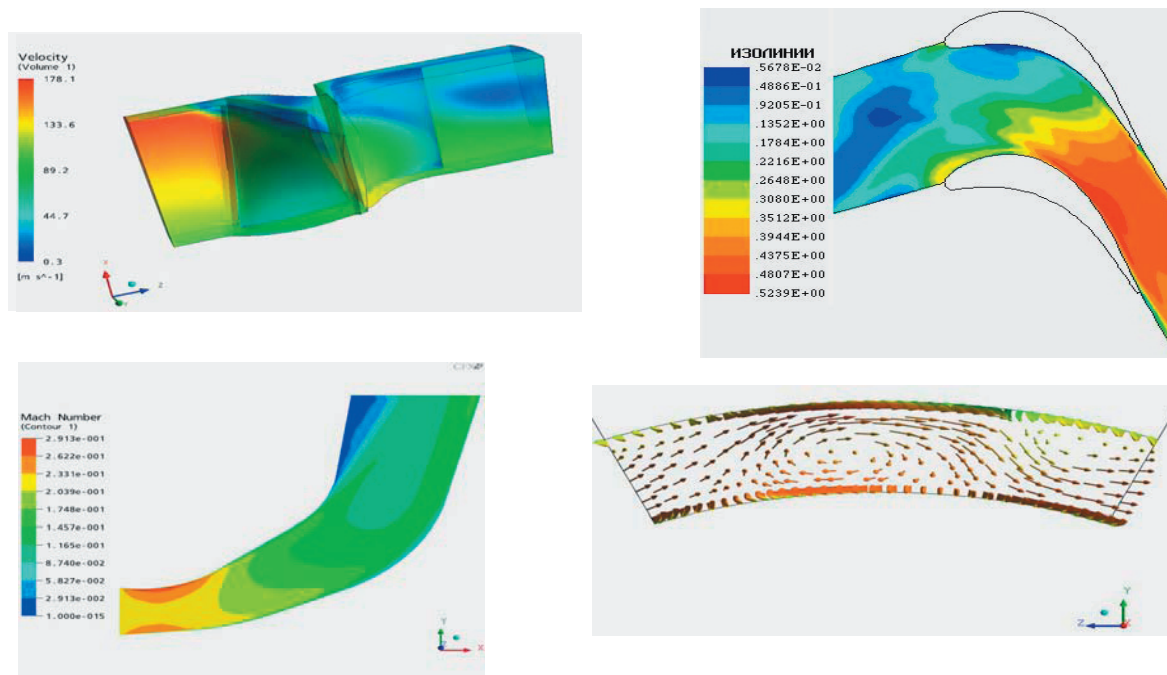 Velocity
(Volume 1)
178.1
133.6
89.2
44.7
0.3
[m s^-1]
X
Z
Y
ИЗОЛИНИИ
.5678E-02
.4886E-01
.9205E-01
.1352E+00
.1784E+00
.2216E+00
.2648E+00
.3080E+00
.3512E+00
.3944E+00
.4375E+00
.4807E+00
.5239E+00
Mach Number
(Contour 1)
2.913e-001
2.622e-001
2.331e-001
2.039e-001
1.748e-001
1.457e-001
1.165e-001
8.740e-002
5.827e-002
2.913e-002
1.000e-015
Y
Z
X
Y
Z
X